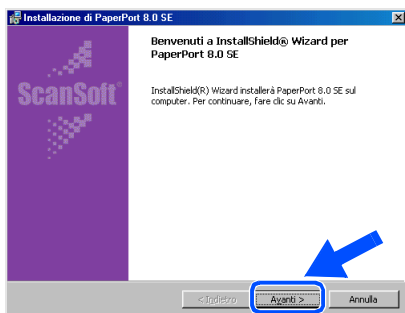 Installazione di PaperPort 8.0 SE
Benvenuti a InstallShield® Wizard per
PaperPort 8.0 SE
ScanSoft®
InstallShield(R) Wizard installerà PaperPort 8.0 SE sul
computer. Per continuare, fare clic su Avanti.
< Indietro
Avanti >
Annulla